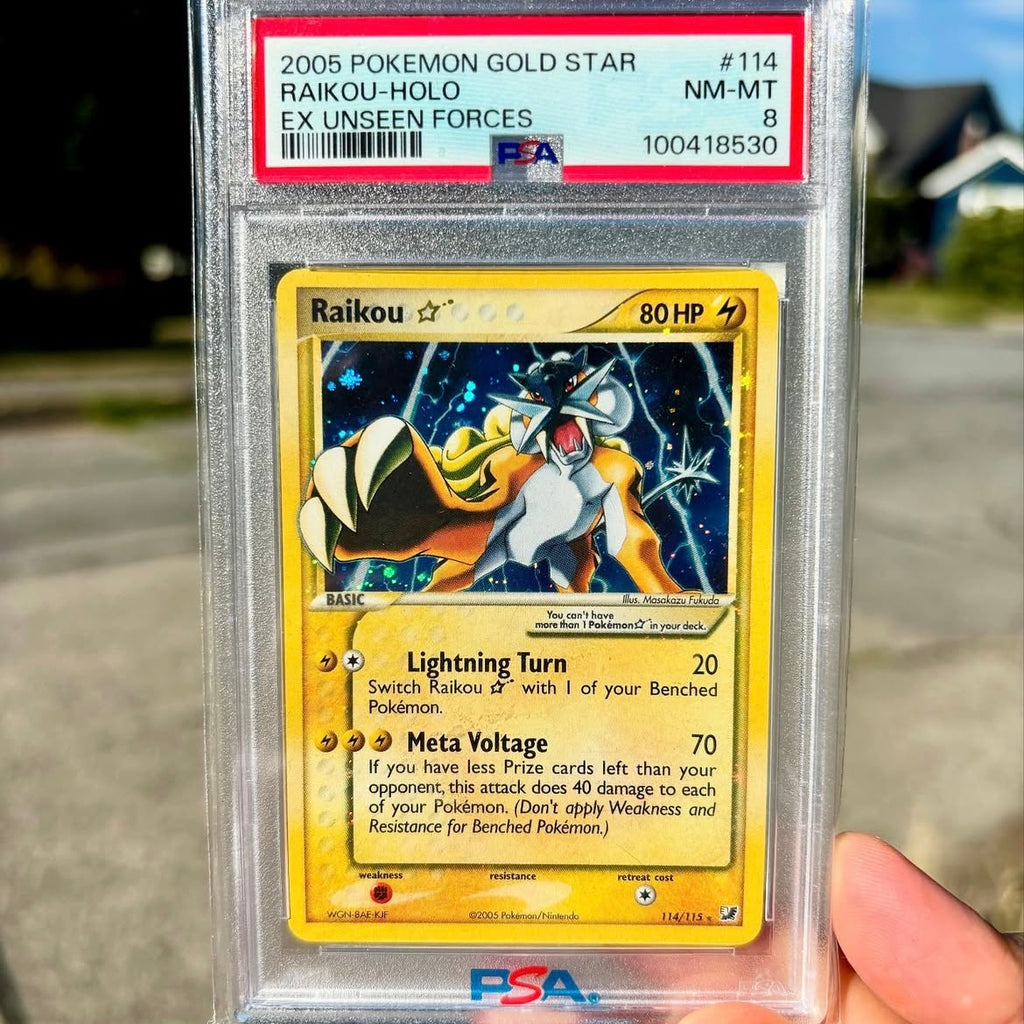 2005 POKEMON GOLD STAR #114
RAIKOU-HOLO NM-MT
EX UNSEEN FORCES 8
PSA 100418530
Raikou ☆ 80 HP
BASIC Illus. Masakazu Fukuda
You can't have
more than 1 Pokémon☆ in your deck.
Lightning Turn 20
Switch Raikou ☆ with 1 of your Benched
Pokémon.
Meta Voltage 70
If you have less Prize cards left than your
opponent, this attack does 40 damage to each
of your Pokémon. (Don't apply Weakness and
Resistance for Benched Pokémon.)
weakness resistance retreat cost
WGN-BAE-KJF ©2005 Pokémon/Nintendo 114/115 ★
PSA®